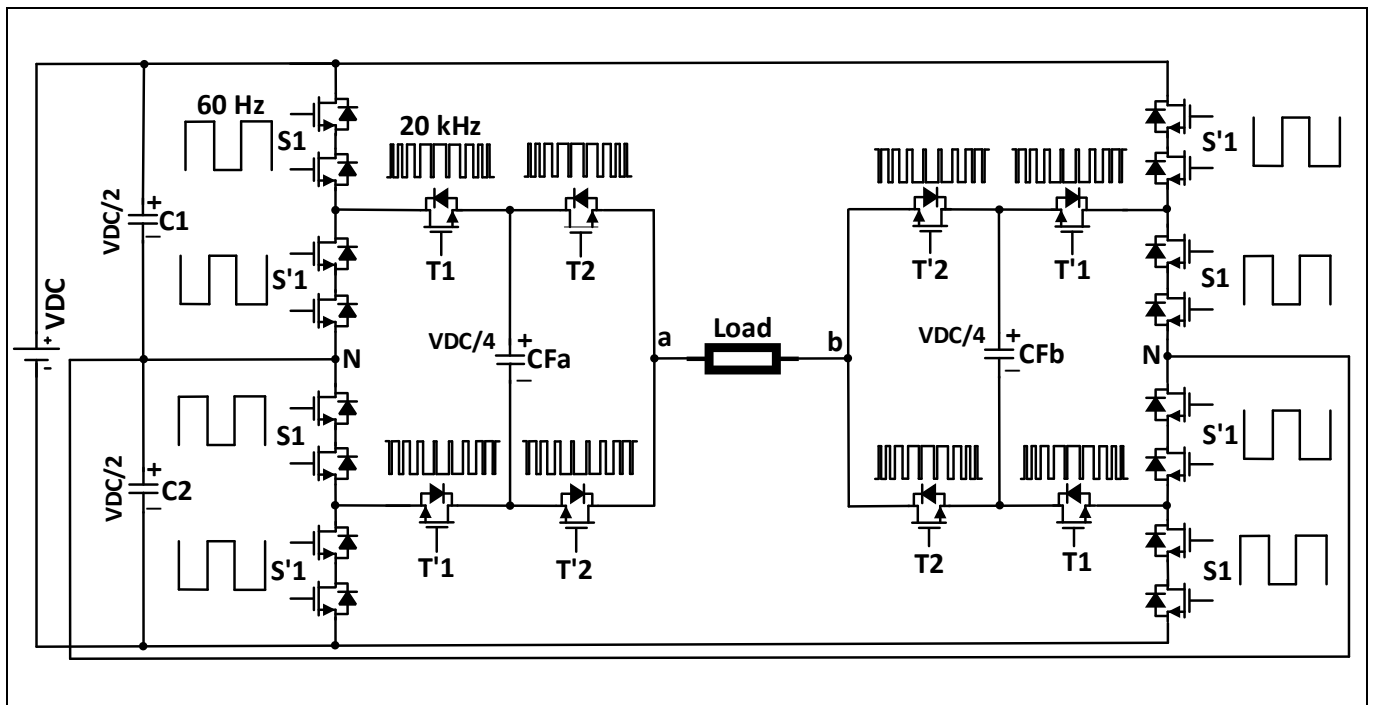 60 Hz
S1
20 kHz
S'1
VDC/2
+
C1
_
S'1
T1
T2
T'2
T'1
S1
VDC
+
-
N
VDC/4
+
CFa
_
a
Load
b
VDC/4
+
CFb
_
N
S1
S'1
VDC/2
+
C2
_
S'1
T'1
T'2
T2
T1
S1